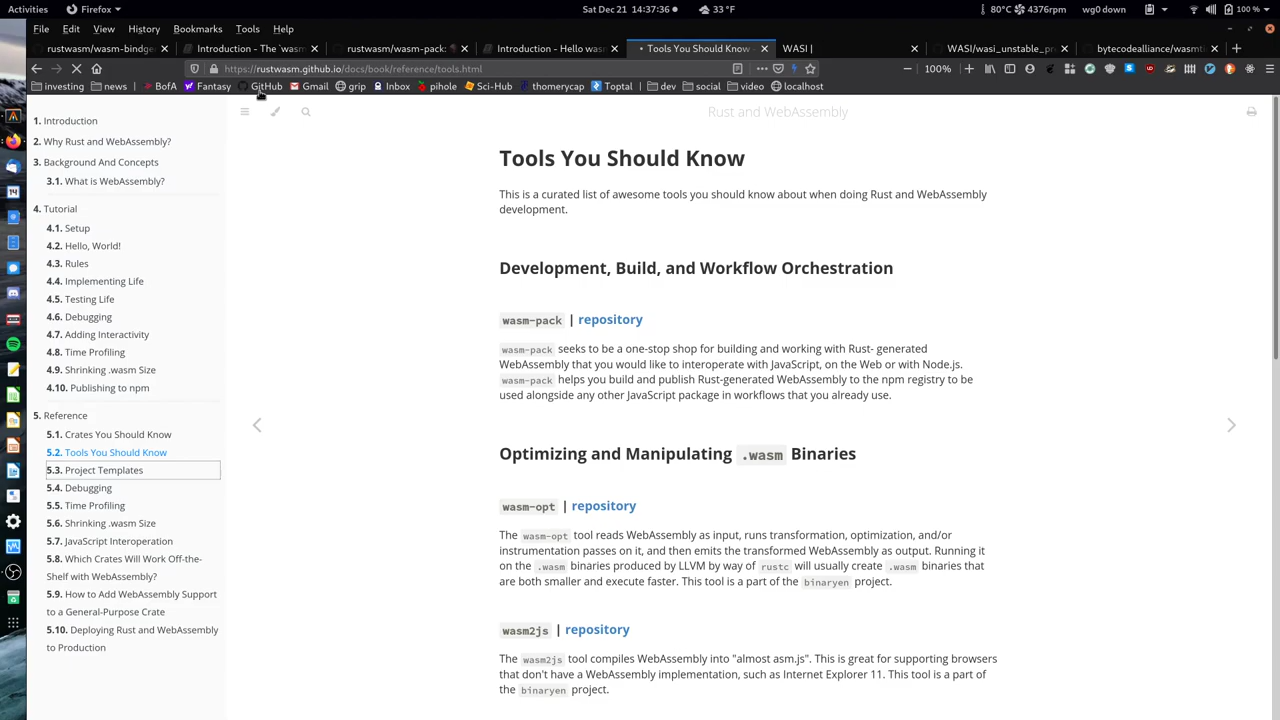 Activities Firefox Sat Dec 21 14:37:36 33 °F 80°C 4376rpm wg0 down 100 %
File Edit View History Bookmarks Tools Help
rustwasm/wasm-bindge Introduction - The `wasm rustwasm/wasm-pack: Introduction - Hello wasm Tools You Should Know - WASI | WASI/wasi_unstable_pr bytecodealliance/wasmt
https://rustwasm.github.io/docs/book/reference/tools.html 100%
investing news BofA Fantasy GitHub Gmail grip Inbox pihole Sci-Hub thomerycap Toptal dev social video localhost
Rust and WebAssembly
1. Introduction
2. Why Rust and WebAssembly?
3. Background And Concepts
3.1. What is WebAssembly?
4. Tutorial
4.1. Setup
4.2. Hello, World!
4.3. Rules
4.4. Implementing Life
4.5. Testing Life
4.6. Debugging
4.7. Adding Interactivity
4.8. Time Profiling
4.9. Shrinking .wasm Size
4.10. Publishing to npm
5. Reference
5.1. Crates You Should Know
5.2. Tools You Should Know
5.3. Project Templates
5.4. Debugging
5.5. Time Profiling
5.6. Shrinking .wasm Size
5.7. JavaScript Interoperation
5.8. Which Crates Will Work Off-the-
Shelf with WebAssembly?
5.9. How to Add WebAssembly Support
to a General-Purpose Crate
5.10. Deploying Rust and WebAssembly
to Production
Tools You Should Know
This is a curated list of awesome tools you should know about when doing Rust and WebAssembly
development.
Development, Build, and Workflow Orchestration
wasm-pack | repository
wasm-pack seeks to be a one-stop shop for building and working with Rust- generated
WebAssembly that you would like to interoperate with JavaScript, on the Web or with Node.js.
wasm-pack helps you build and publish Rust-generated WebAssembly to the npm registry to be
used alongside any other JavaScript package in workflows that you already use.
Optimizing and Manipulating .wasm Binaries
wasm-opt | repository
The wasm-opt tool reads WebAssembly as input, runs transformation, optimization, and/or
instrumentation passes on it, and then emits the transformed WebAssembly as output. Running it
on the .wasm binaries produced by LLVM by way of rustc will usually create .wasm binaries that
are both smaller and execute faster. This tool is a part of the binaryen project.
wasm2js | repository
The wasm2js tool compiles WebAssembly into "almost asm.js". This is great for supporting browsers
that don't have a WebAssembly implementation, such as Internet Explorer 11. This tool is a part of
the binaryen project.